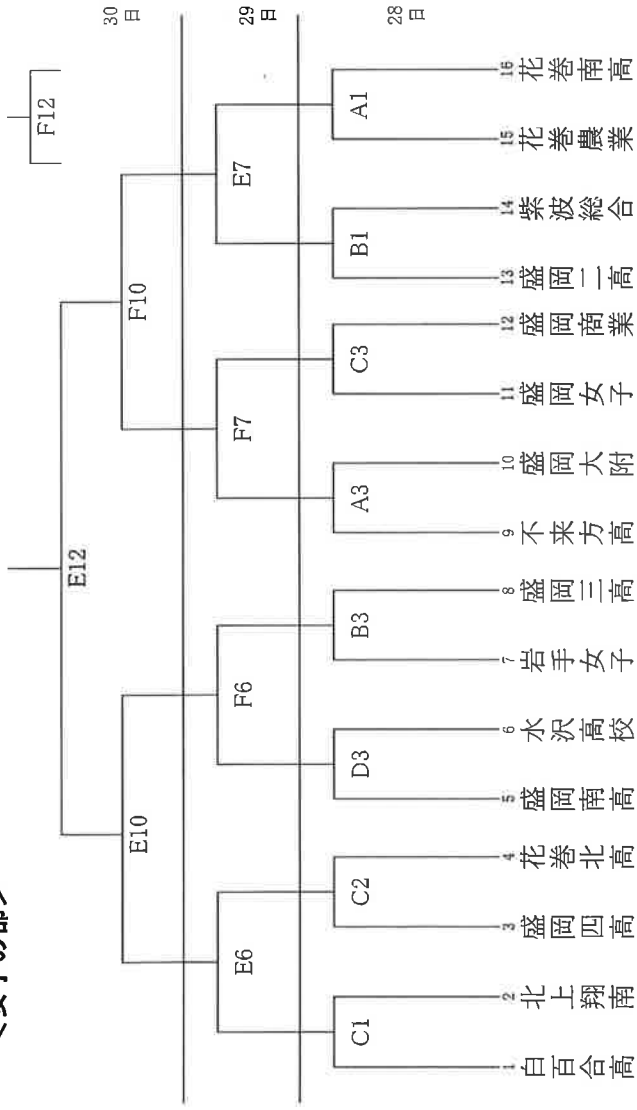 <女子の部>
F12
30日
E12
E10
F10
29日
E6
F6
F7
E7
28日
C1
C2
D3
B3
A3
C3
B1
A1
1 白百合高
2 北上翔南
3 盛岡四高
4 花巻北高
5 盛岡南高
6 水沢高校
7 岩手女子
8 盛岡三高
9 不来方高
10 盛岡大附
11 盛岡女子
12 盛岡商業
13 盛岡二高
14 紫波総合
15 花巻農業
16 花巻南高